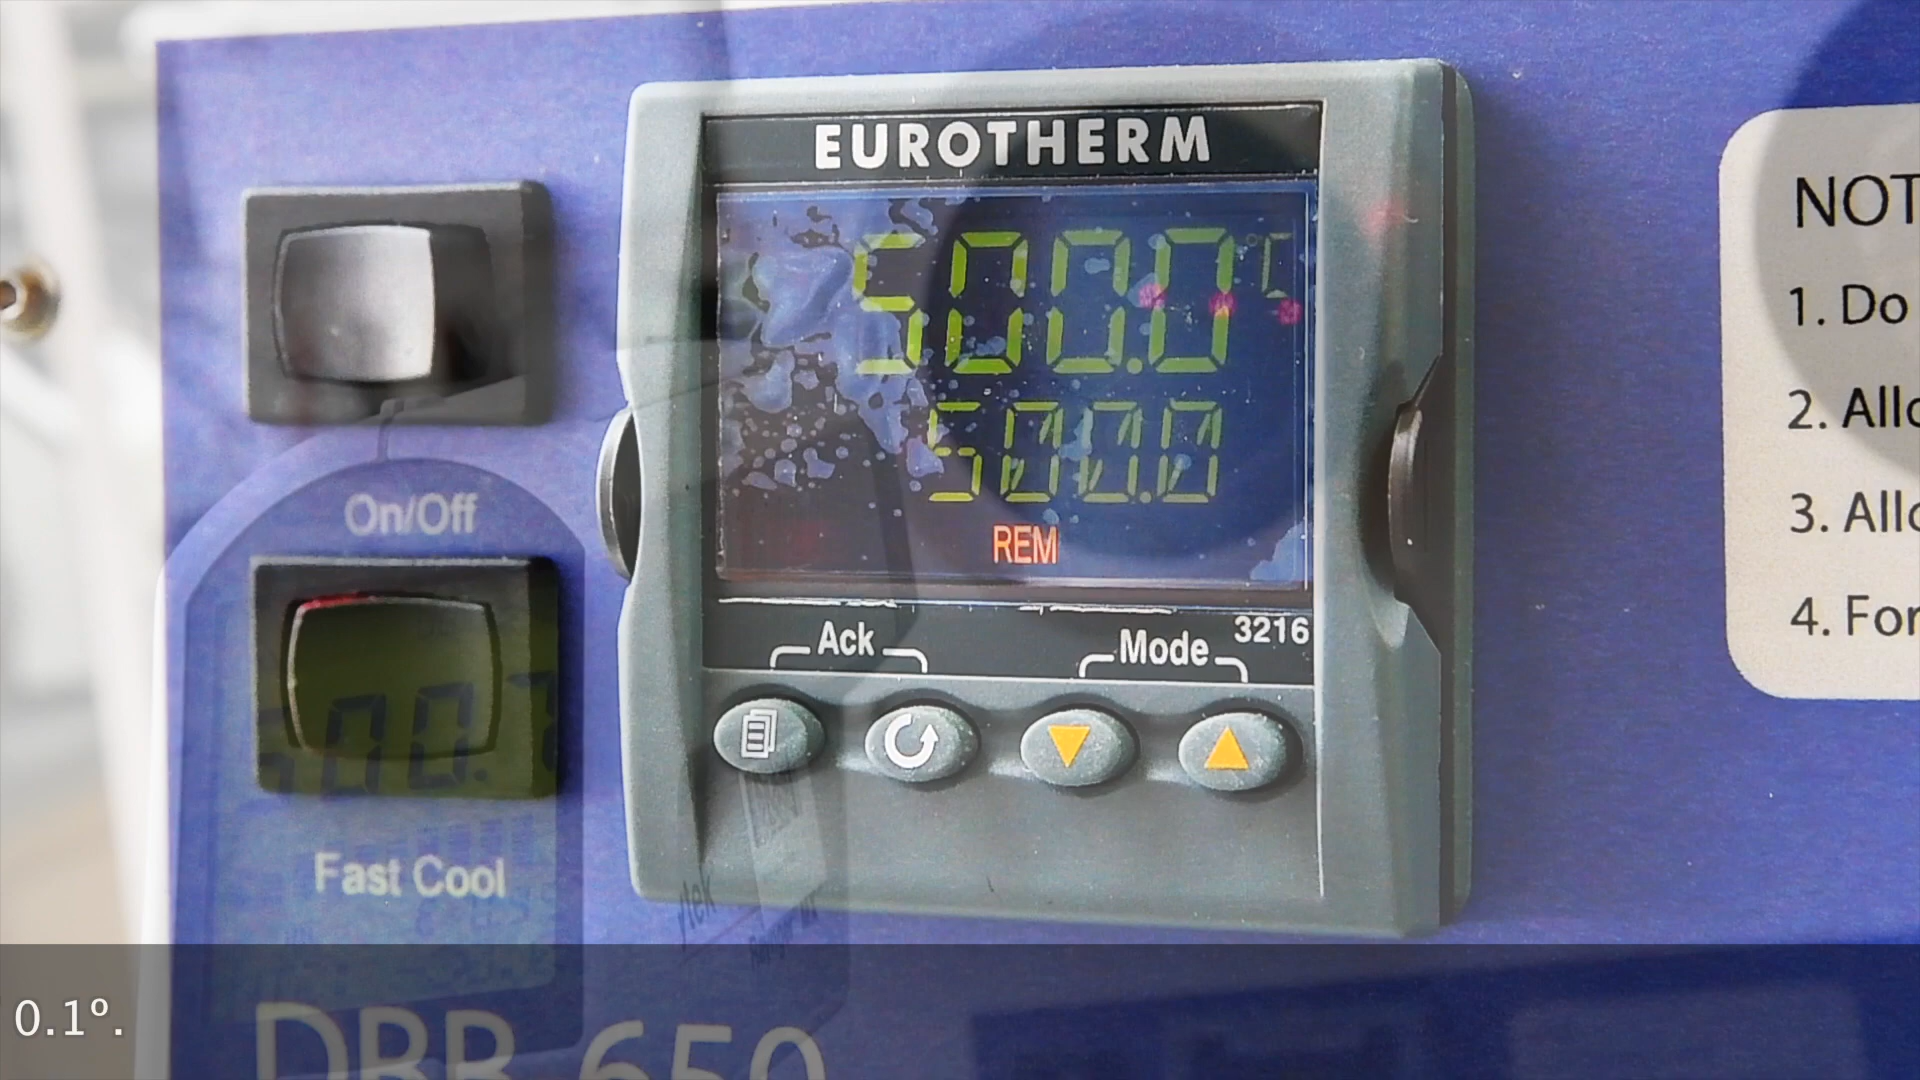 EUROTHERM
500.0 °C
500.0
REM
Ack
Mode
3216
On/Off
Fast Cool
NOT
1. Do
2. Allo
3. Allo
4. For
0.1º.
650